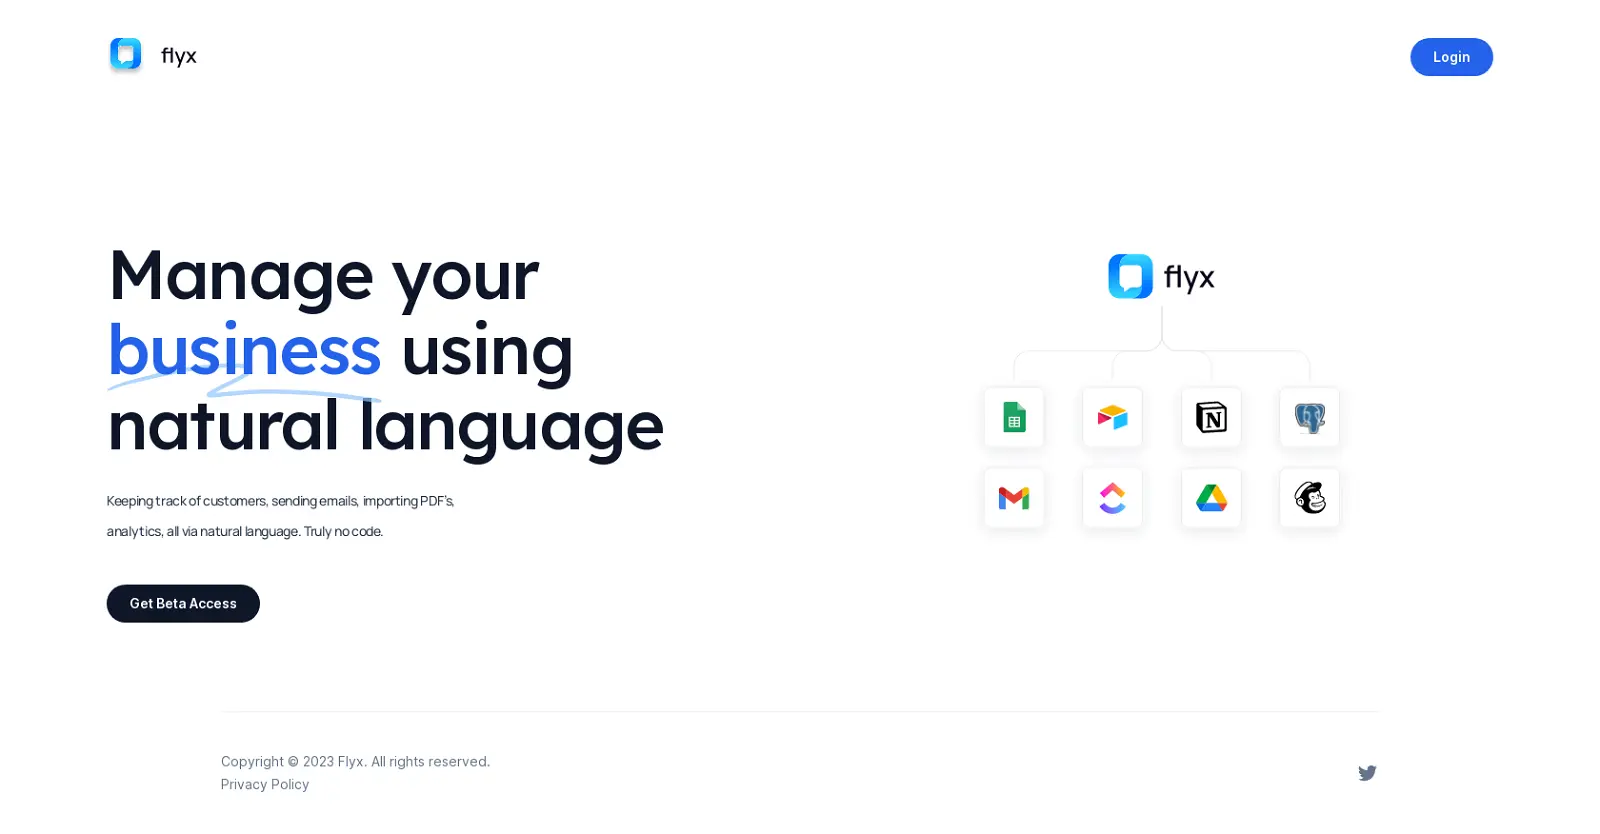 flyx
Login
Manage your
business using
natural language
Keeping track of customers, sending emails, importing PDF's,
analytics, all via natural language. Truly no code.
Get Beta Access
flyx
N
Copyright © 2023 Flyx. All rights reserved.
Privacy Policy